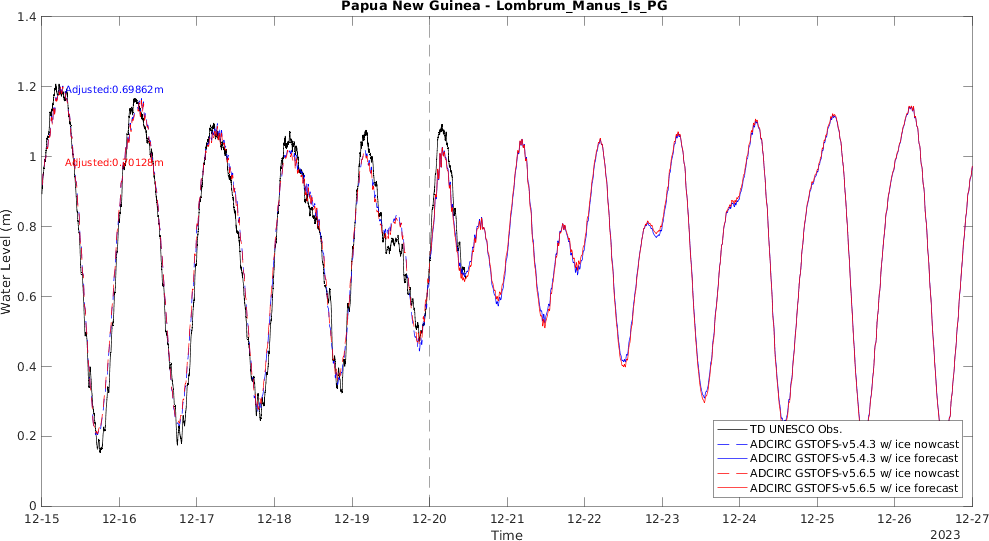 Papua New Guinea - Lombrum_Manus_Is_PG
1.4
1.2
1
0.8
0.6
0.4
0.2
0
Water Level (m)
Adjusted:0.69862m
Adjusted:0.70128m
TD UNESCO Obs.
ADCIRC GSTOFS-v5.4.3 w/ ice nowcast
ADCIRC GSTOFS-v5.4.3 w/ ice forecast
ADCIRC GSTOFS-v5.6.5 w/ ice nowcast
ADCIRC GSTOFS-v5.6.5 w/ ice forecast
12-15 12-16 12-17 12-18 12-19 12-20 12-21 12-22 12-23 12-24 12-25 12-26 12-27
Time
2023